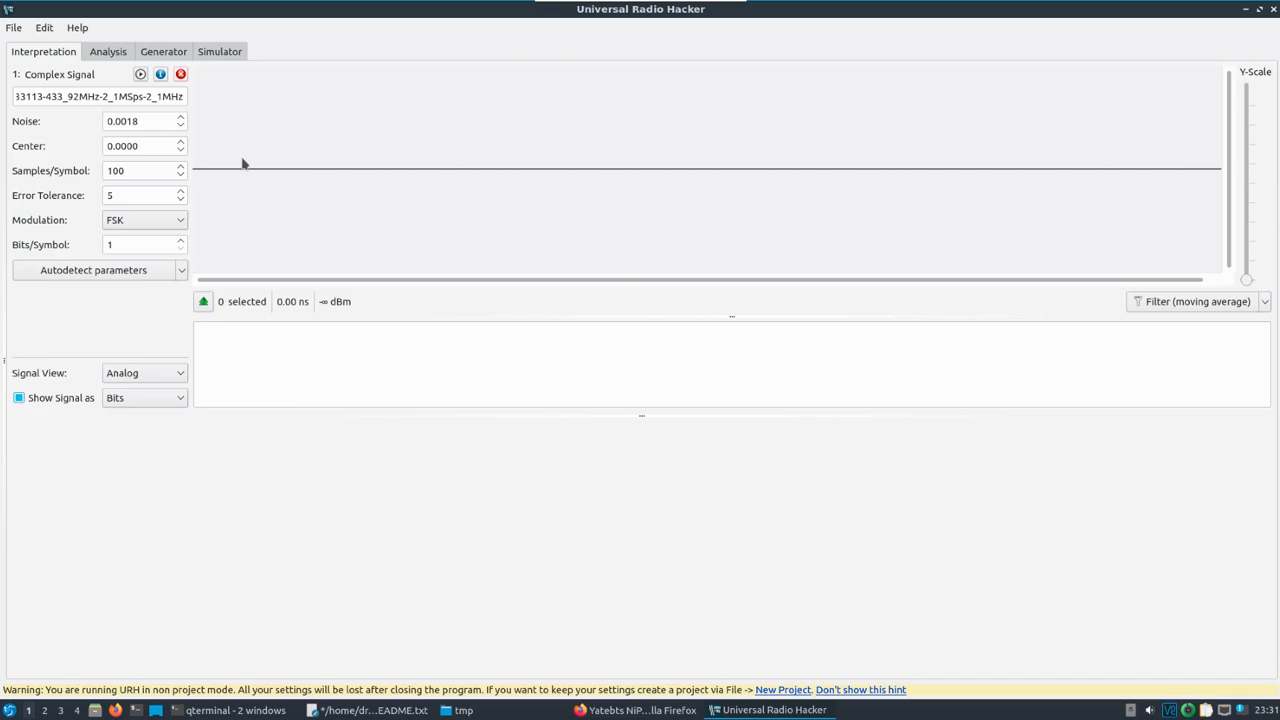 Universal Radio Hacker
File Edit Help
Interpretation Analysis Generator Simulator
1: Complex Signal
33113-433_92MHz-2_1MSps-2_1MHz
Y-Scale
Noise: 0.0018
Center: 0.0000
Samples/Symbol: 100
Error Tolerance: 5
Modulation: FSK
Bits/Symbol: 1
Autodetect parameters
0 selected 0.00 ns -∞ dBm
Filter (moving average)
Signal View: Analog
Show Signal as Bits
Warning: You are running URH in non project mode. All your settings will be lost after closing the program. If you want to keep your settings create a project via File -> New Project. Don't show this hint
1 2 3 4 qterminal - 2 windows *​/home/dr...EADME.txt tmp Yatebts NiP...lla Firefox Universal Radio Hacker 23:31